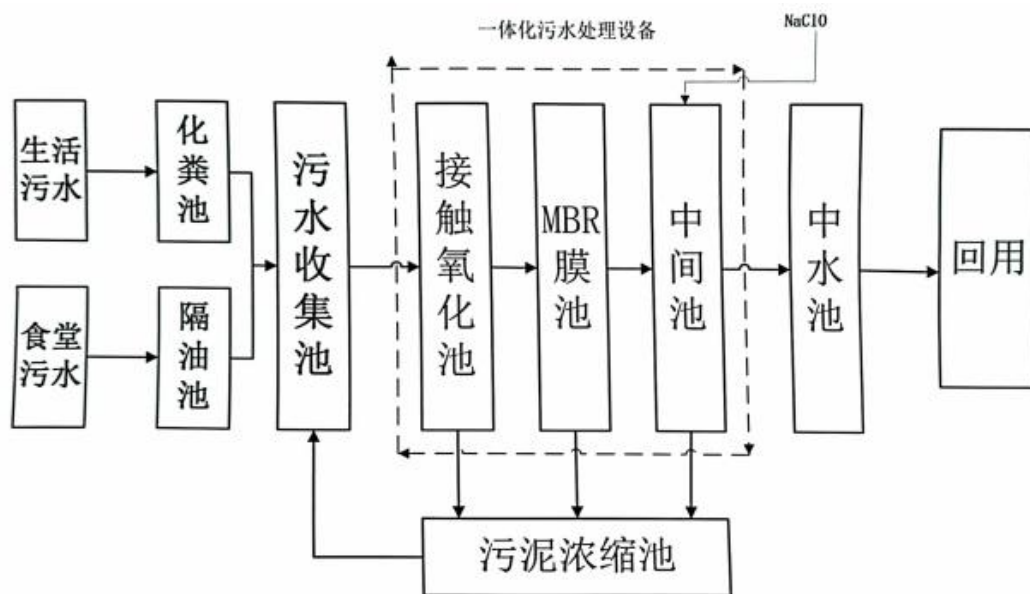 一体化污水处理设备
NaClO
生活
污水
化
粪
池
食堂
污水
隔
油
池
污
水
收
集
池
接
触
氧
化
池
MBR
膜
池
中
间
池
中
水
池
回用
污泥浓缩池